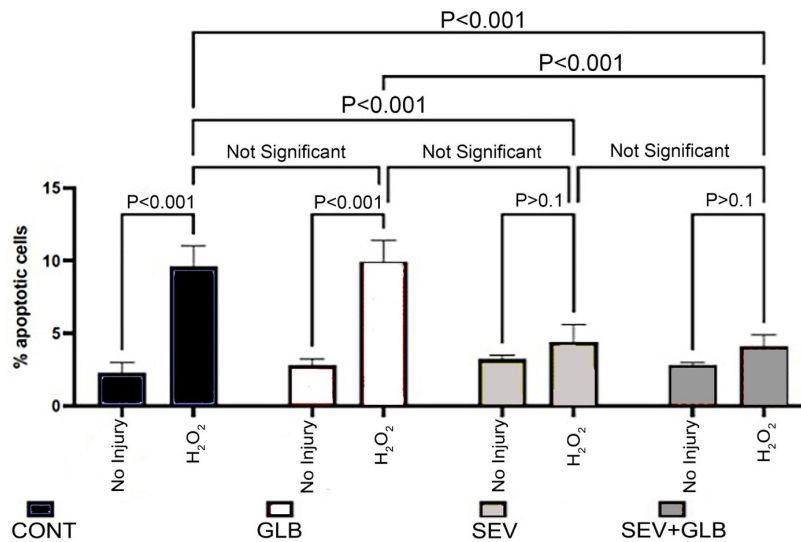 P<0.001
P<0.001
P<0.001
Not Significant Not Significant Not Significant
P<0.001 P<0.001 P>0.1 P>0.1
% apoptotic cells
15
10
5
0
No Injury H₂O₂ No Injury H₂O₂ No Injury H₂O₂ No Injury H₂O₂
CONT GLB SEV SEV+GLB